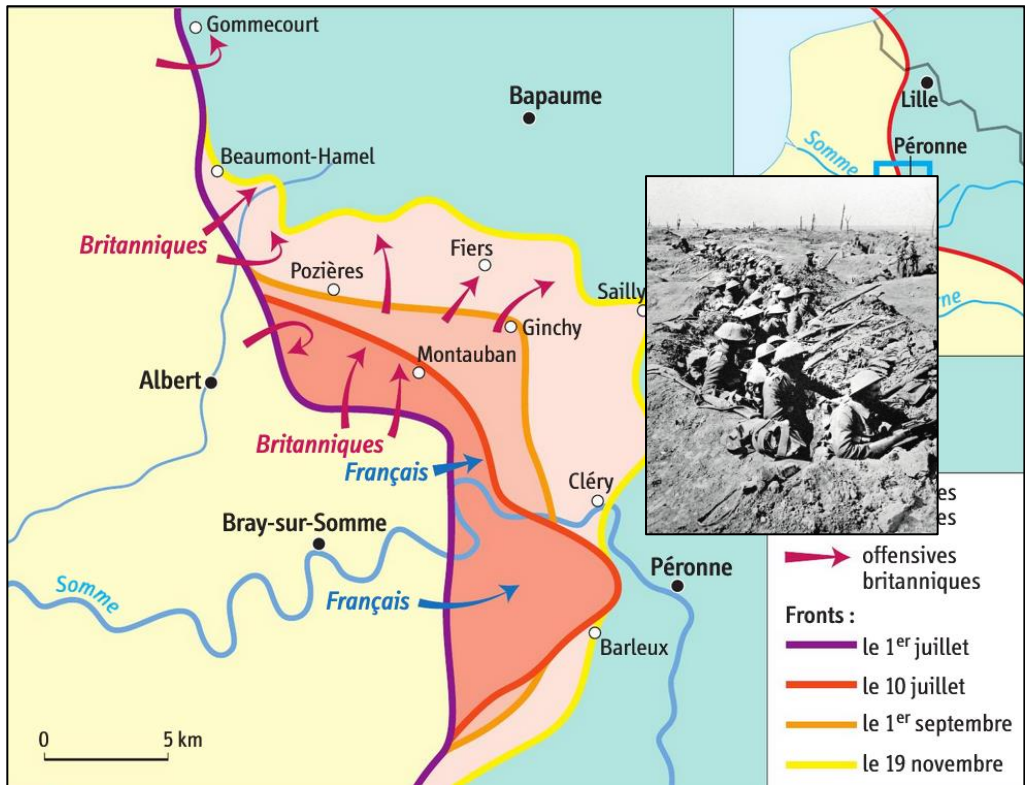 Gommecourt
Bapaume
Beaumont-Hamel
Britanniques
Pozières
Fiers
Sailly
Ginchy
Montauban
Albert
Britanniques
Français
Cléry
Bray-sur-Somme
Somme
Français
Péronne
Barleux
0 5 km
Lille
Péronne
Somme
offensives
britanniques
Fronts :
le 1er juillet
le 10 juillet
le 1er septembre
le 19 novembre